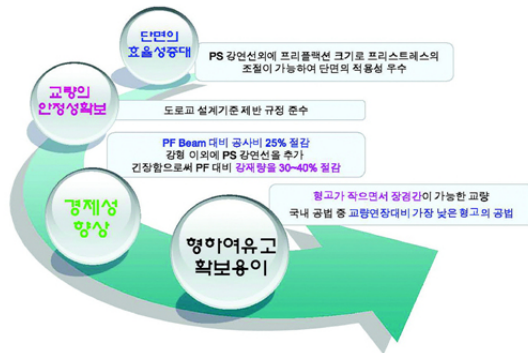 단면의
효율성증대
PS 강연선외에 프리플랙션 크기로 프리스트레스의
조절이 가능하여 단면의 적용성 우수
교량의
안정성확보
도로교 설계기준 제반 규정 준수
PF Beam 대비 공사비 25% 절감
강형 이외에 PS 강연선을 추가
긴장함으로써 PF 대비 강재량을 30~40% 절감
경제성
향상
형고가 작으면서 장경간이 가능한 교량
국내 공법 중 교량연장대비 가장 낮은 형고의 공법
형하여유고
확보용이